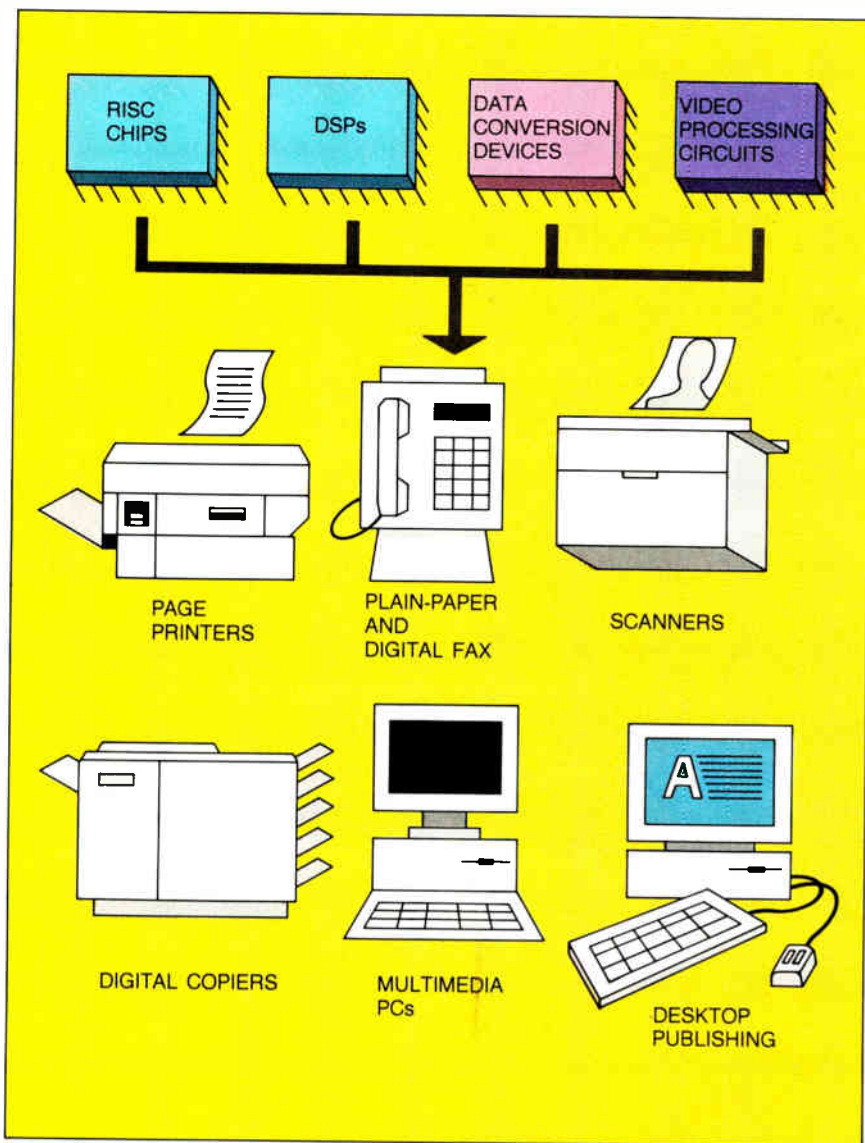 RISC
CHIPS
DSPs
DATA
CONVERSION
DEVICES
VIDEO
PROCESSING
CIRCUITS
PAGE
PRINTERS
PLAIN-PAPER
AND
DIGITAL FAX
SCANNERS
A
DIGITAL COPIERS
MULTIMEDIA
PCs
DESKTOP
PUBLISHING